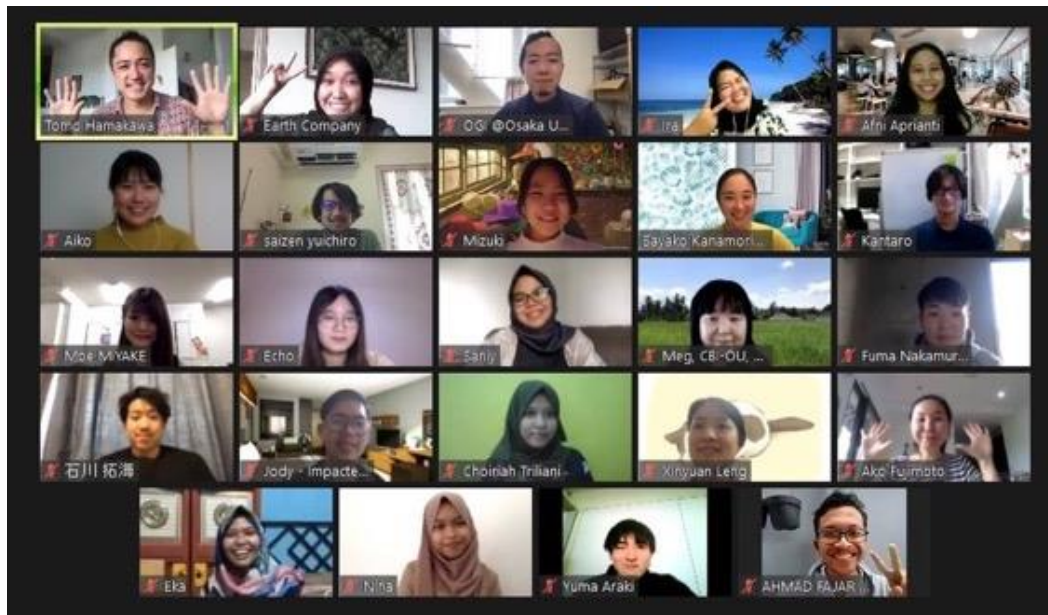 Tomo Hamakawa
Earth Company
OGI @Osaka U...
Ira
Afni Aprianti
Aiko
saizen yuichiro
Mizuki
Sayako Kanamori...
Kantaro
Moe MIYAKE
Echo
Saniy
Meg, CBI-OU, ...
Fuma Nakamur...
石川 拓海
Jody - Impacte...
Choiriah Triliani
Xinyuan Leng
Ako Fujimoto
Eka
Nina
Yuma Araki
AHMAD FAJAR ...